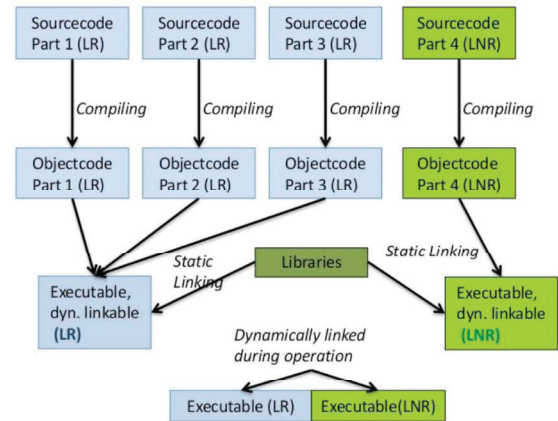 Sourcecode
Part 1 (LR)
Sourcecode
Part 2 (LR)
Sourcecode
Part 3 (LR)
Sourcecode
Part 4 (LNR)
Compiling
Compiling
Compiling
Compiling
Objectcode
Part 1 (LR)
Objectcode
Part 2 (LR)
Objectcode
Part 3 (LR)
Objectcode
Part 4 (LNR)
Static
Linking
Libraries
Static Linking
Executable,
dyn. linkable
(LR)
Executable,
dyn. linkable
(LNR)
Dynamically linked
during operation
Executable (LR)
Executable(LNR)